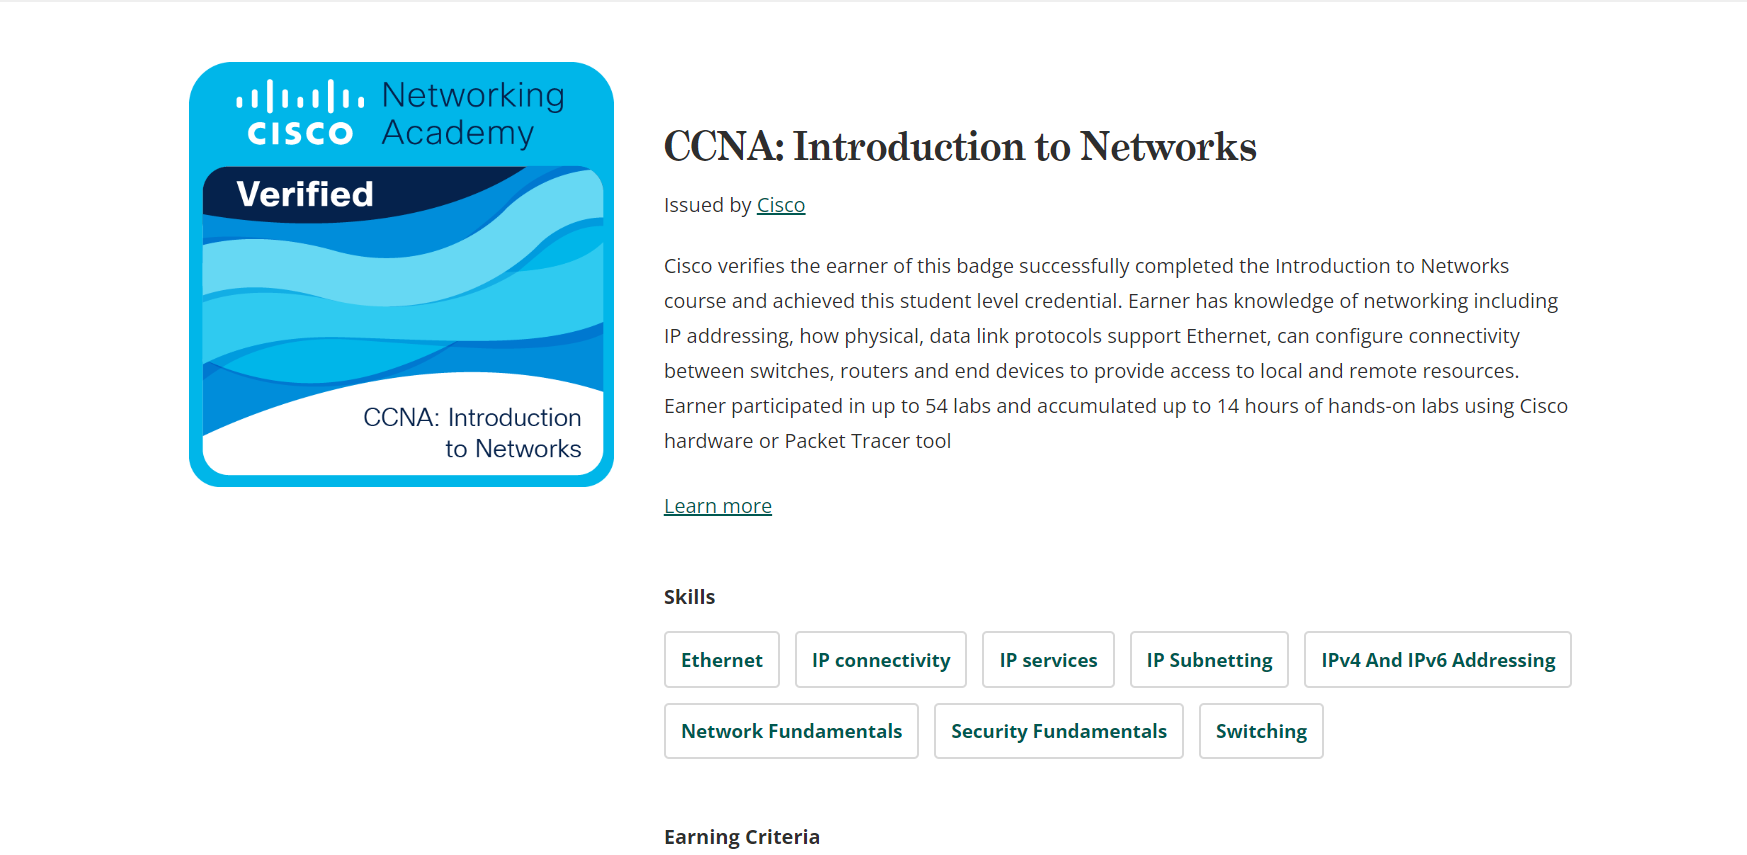 Networking
CISCO Academy
Verified
CCNA: Introduction
to Networks
CCNA: Introduction to Networks
Issued by Cisco
Cisco verifies the earner of this badge successfully completed the Introduction to Networks
course and achieved this student level credential. Earner has knowledge of networking including
IP addressing, how physical, data link protocols support Ethernet, can configure connectivity
between switches, routers and end devices to provide access to local and remote resources.
Earner participated in up to 54 labs and accumulated up to 14 hours of hands-on labs using Cisco
hardware or Packet Tracer tool
Learn more
Skills
Ethernet IP connectivity IP services IP Subnetting IPv4 And IPv6 Addressing
Network Fundamentals Security Fundamentals Switching
Earning Criteria